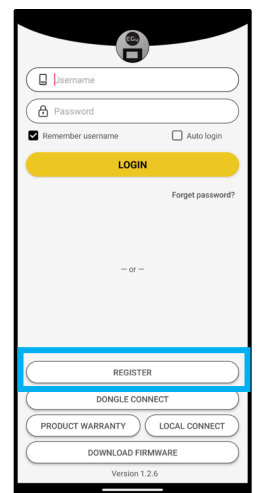 EG4
Username
Password
Remember username Auto login
LOGIN
Forget password?
— or —
REGISTER
DONGLE CONNECT
PRODUCT WARRANTY LOCAL CONNECT
DOWNLOAD FIRMWARE
Version 1.2.6